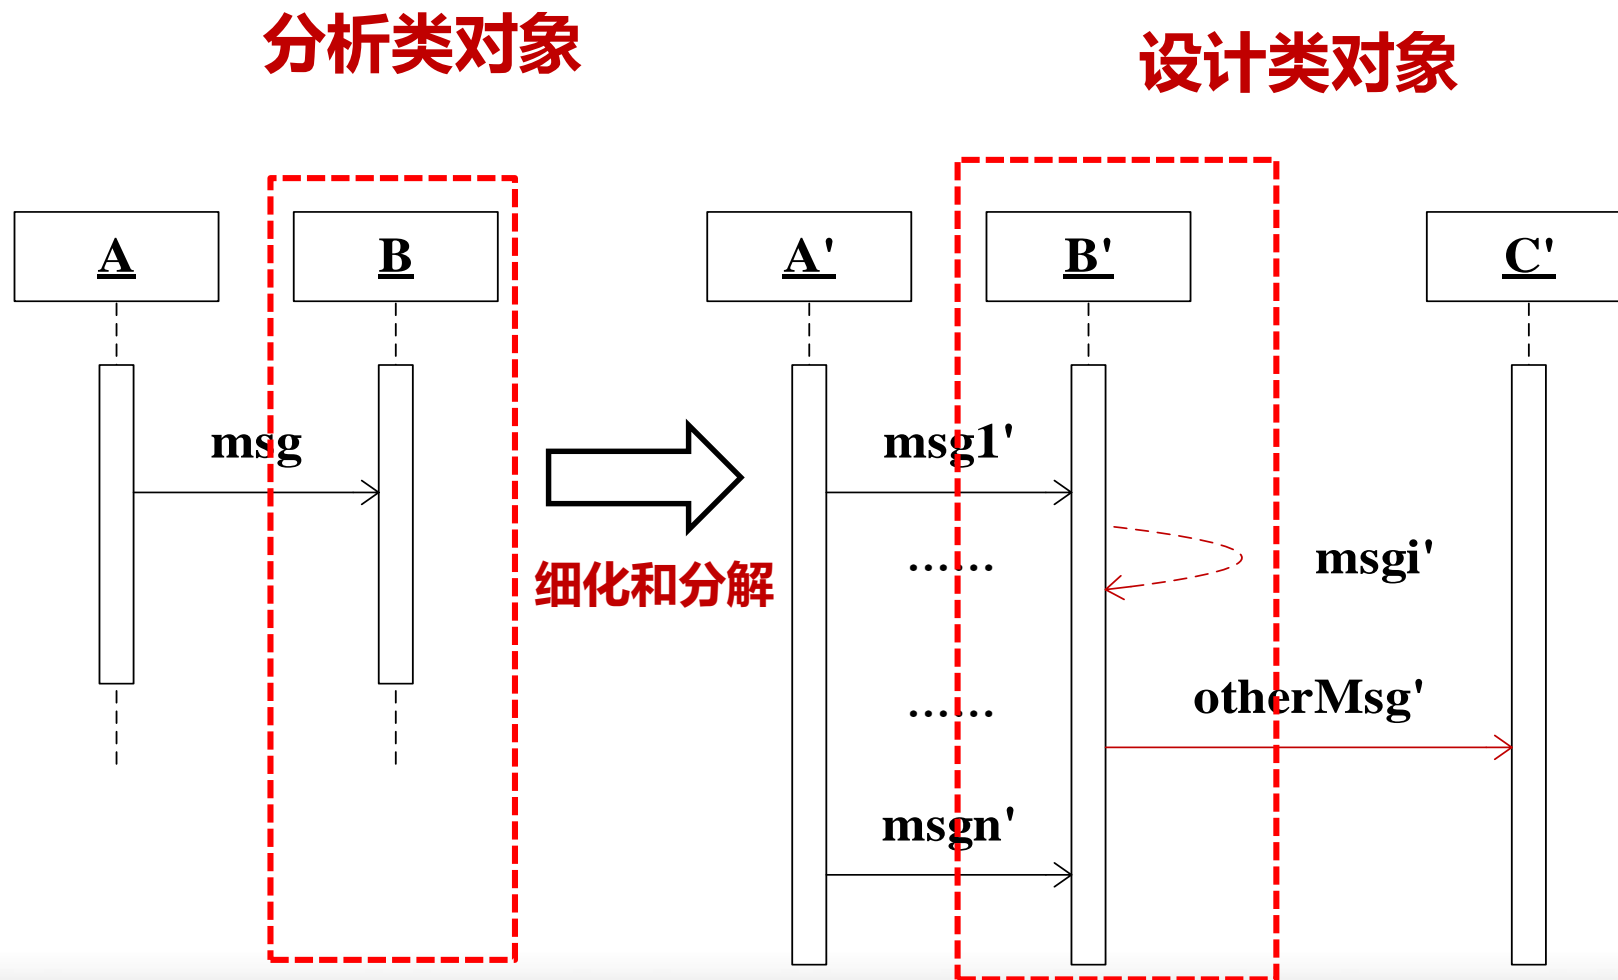 分析类对象
设计类对象
A
B
A'
B'
C'
msg
msg1'
细化和分解
......
msgi'
......
otherMsg'
msgn'